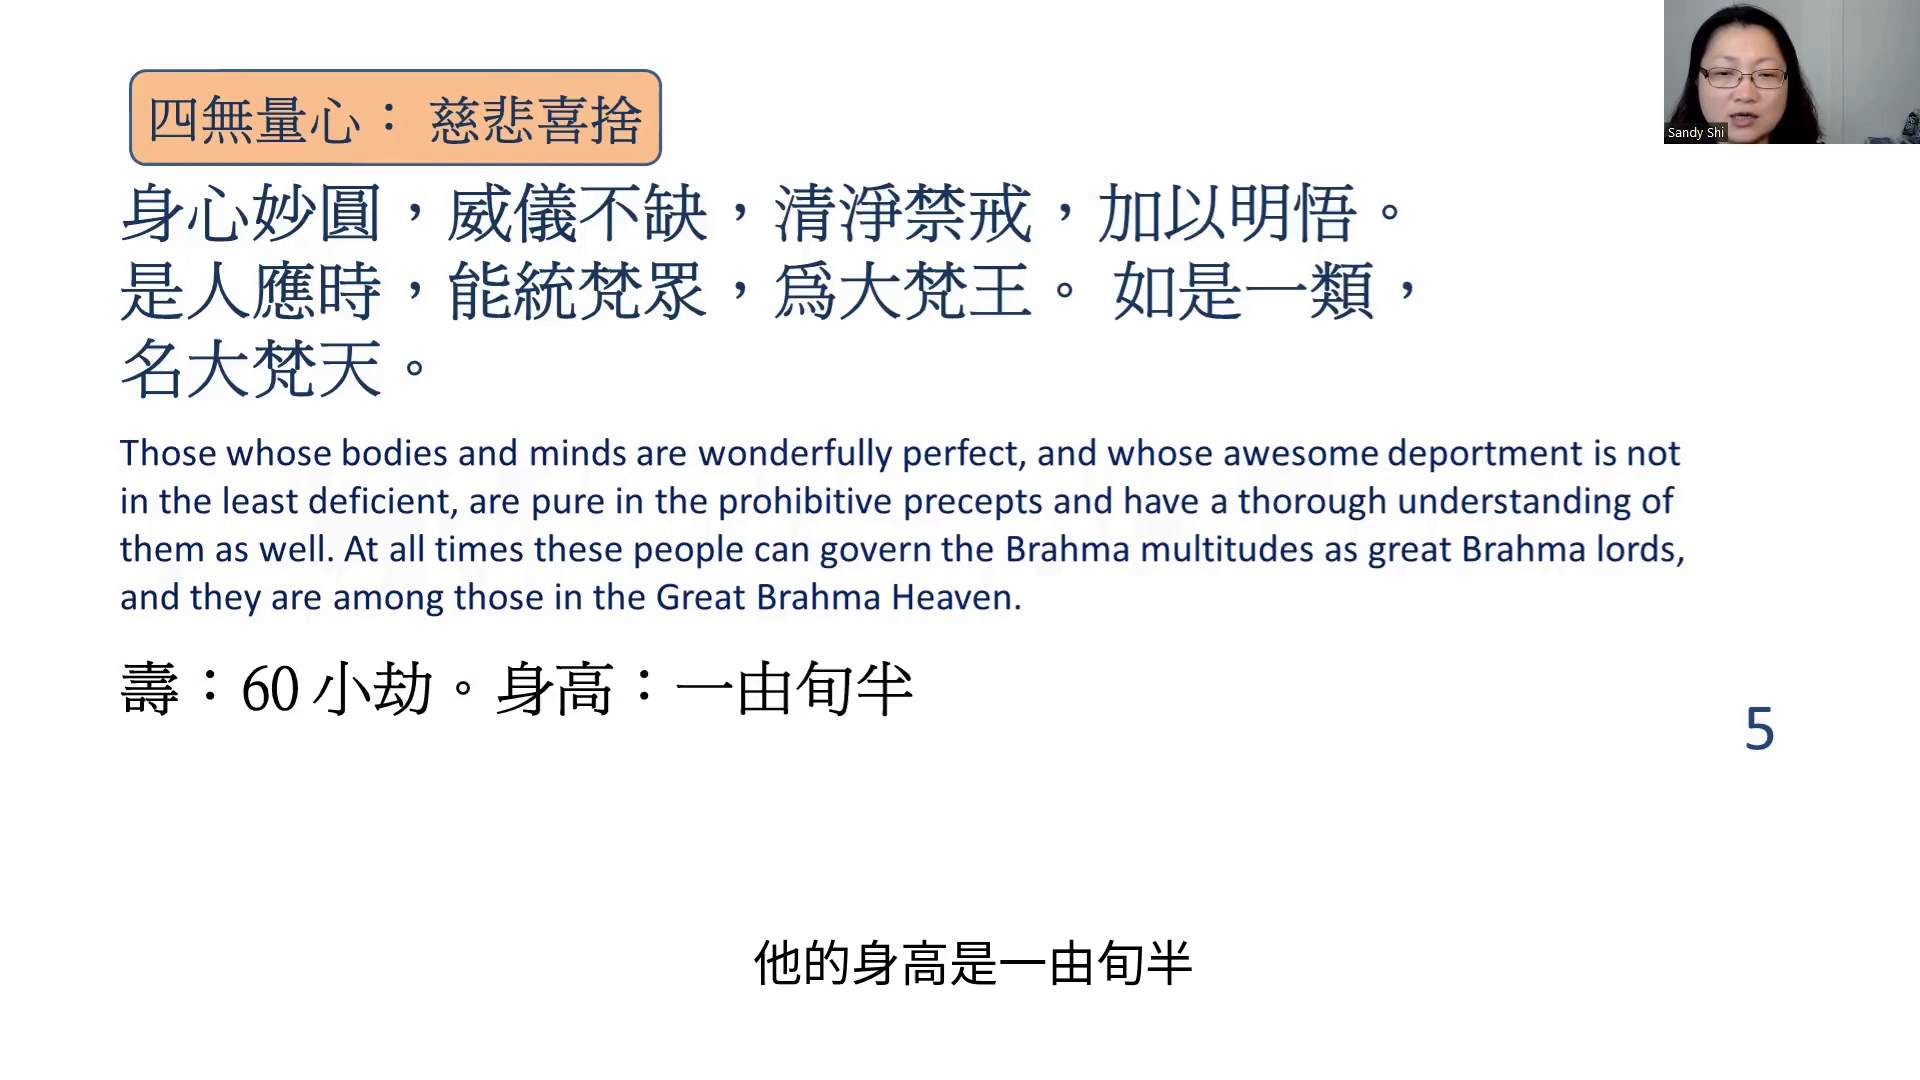 四無量心： 慈悲喜捨
Sandy Shi
身心妙圓，威儀不缺，清淨禁戒，加以明悟。
是人應時，能統梵眾，為大梵王。 如是一類，
名大梵天。
Those whose bodies and minds are wonderfully perfect, and whose awesome deportment is not
in the least deficient, are pure in the prohibitive precepts and have a thorough understanding of
them as well. At all times these people can govern the Brahma multitudes as great Brahma lords,
and they are among those in the Great Brahma Heaven.
壽：60 小劫。身高：一由旬半
5
他的身高是一由旬半